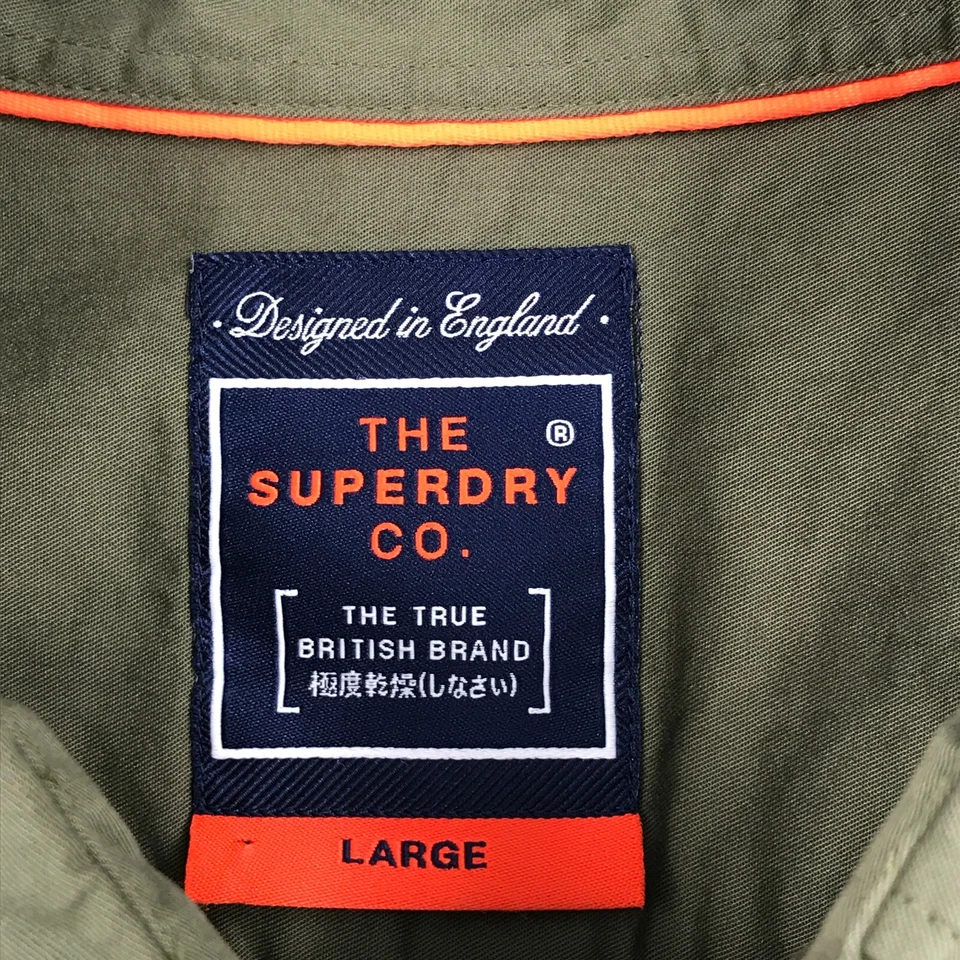 · Designed in England ·
THE ®
SUPERDRY
CO.
THE TRUE
BRITISH BRAND
極度乾燥(しなさい)
LARGE